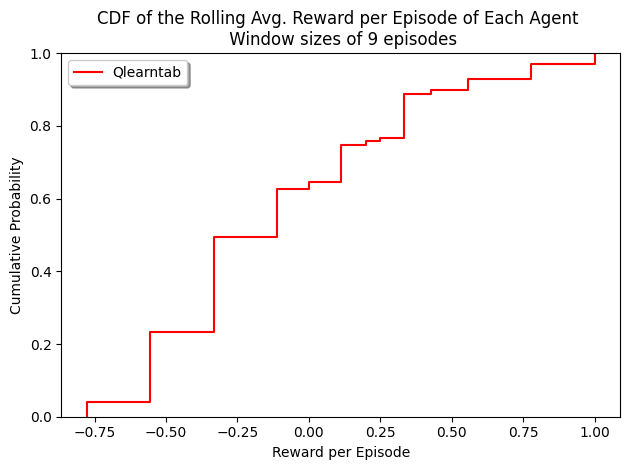 CDF of the Rolling Avg. Reward per Episode of Each Agent
Window sizes of 9 episodes
Qlearntab
1.0
0.8
0.6
0.4
0.2
0.0
Cumulative Probability
−0.75 −0.50 −0.25 0.00 0.25 0.50 0.75 1.00
Reward per Episode